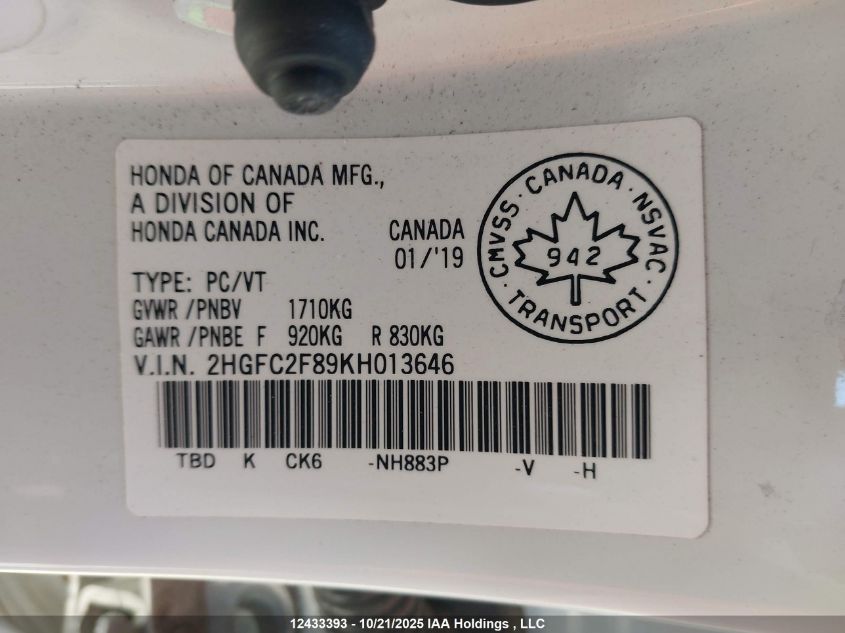 HONDA OF CANADA MFG.,
A DIVISION OF
HONDA CANADA INC.
CANADA
01/'19
TYPE: PC/VT
GVWR /PNBV 1710KG
GAWR /PNBE F 920KG R 830KG
V.I.N. 2HGFC2F89KH013646
TBD K CK6 -NH883P -V -H
CMVSS · CANADA · NSVAC · TRANSPORT ·
942
12433393 - 10/21/2025 IAA Holdings , LLC